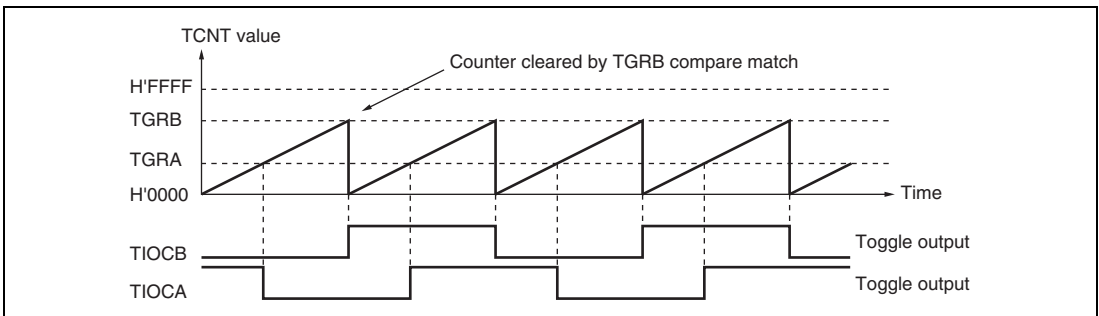 TCNT value
Counter cleared by TGRB compare match
H'FFFF
TGRB
TGRA
H'0000
Time
TIOCB
Toggle output
TIOCA
Toggle output